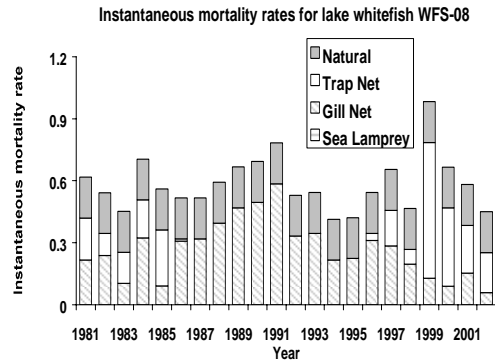 Instantaneous mortality rates for lake whitefish WFS-08
Natural
Trap Net
Gill Net
Sea Lamprey
Instantaneous mortality rate
1.2
0.9
0.6
0.3
0
1981 1983 1985 1987 1989 1991 1993 1995 1997 1999 2001
Year